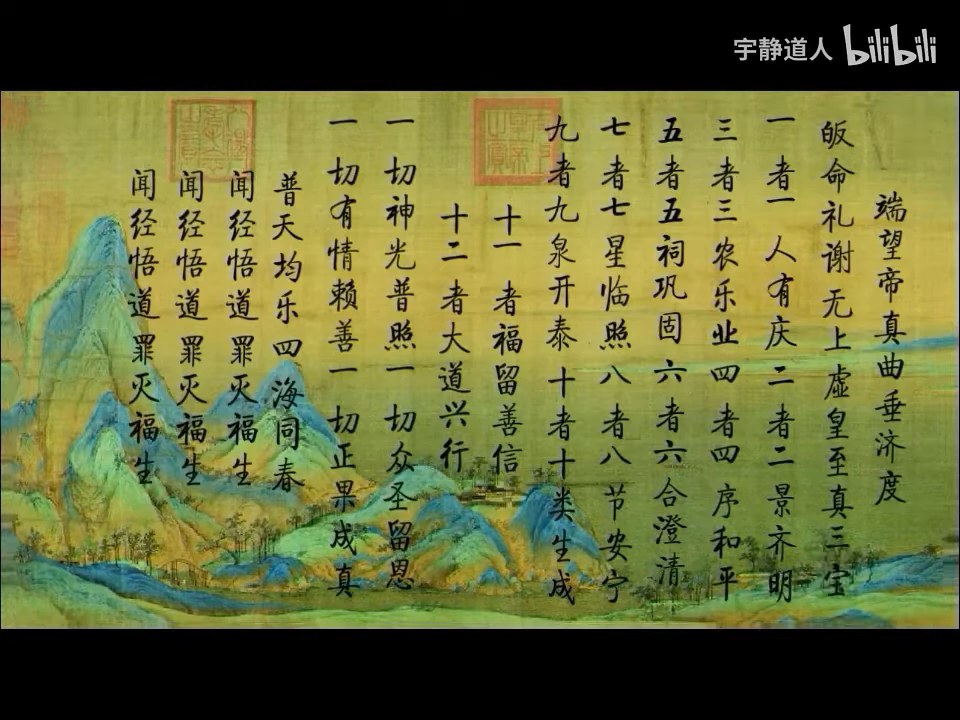 宇静道人 bilibili
端望帝真曲垂济度
皈命礼谢无上虚皇至真三宝
一者一人有庆二者二景齐明
三者三农乐业四者四序和平
五者五祠巩固六者六合澄清
七者七星临照八者八节安宁
九者九泉开泰十者十类生成
十一者福留善信
十二者大道兴行
一切神光普照一切众圣留恩
一切有情赖善一切正果成真
普天均乐四海同春
闻经悟道罪灭福生
闻经悟道罪灭福生
闻经悟道罪灭福生